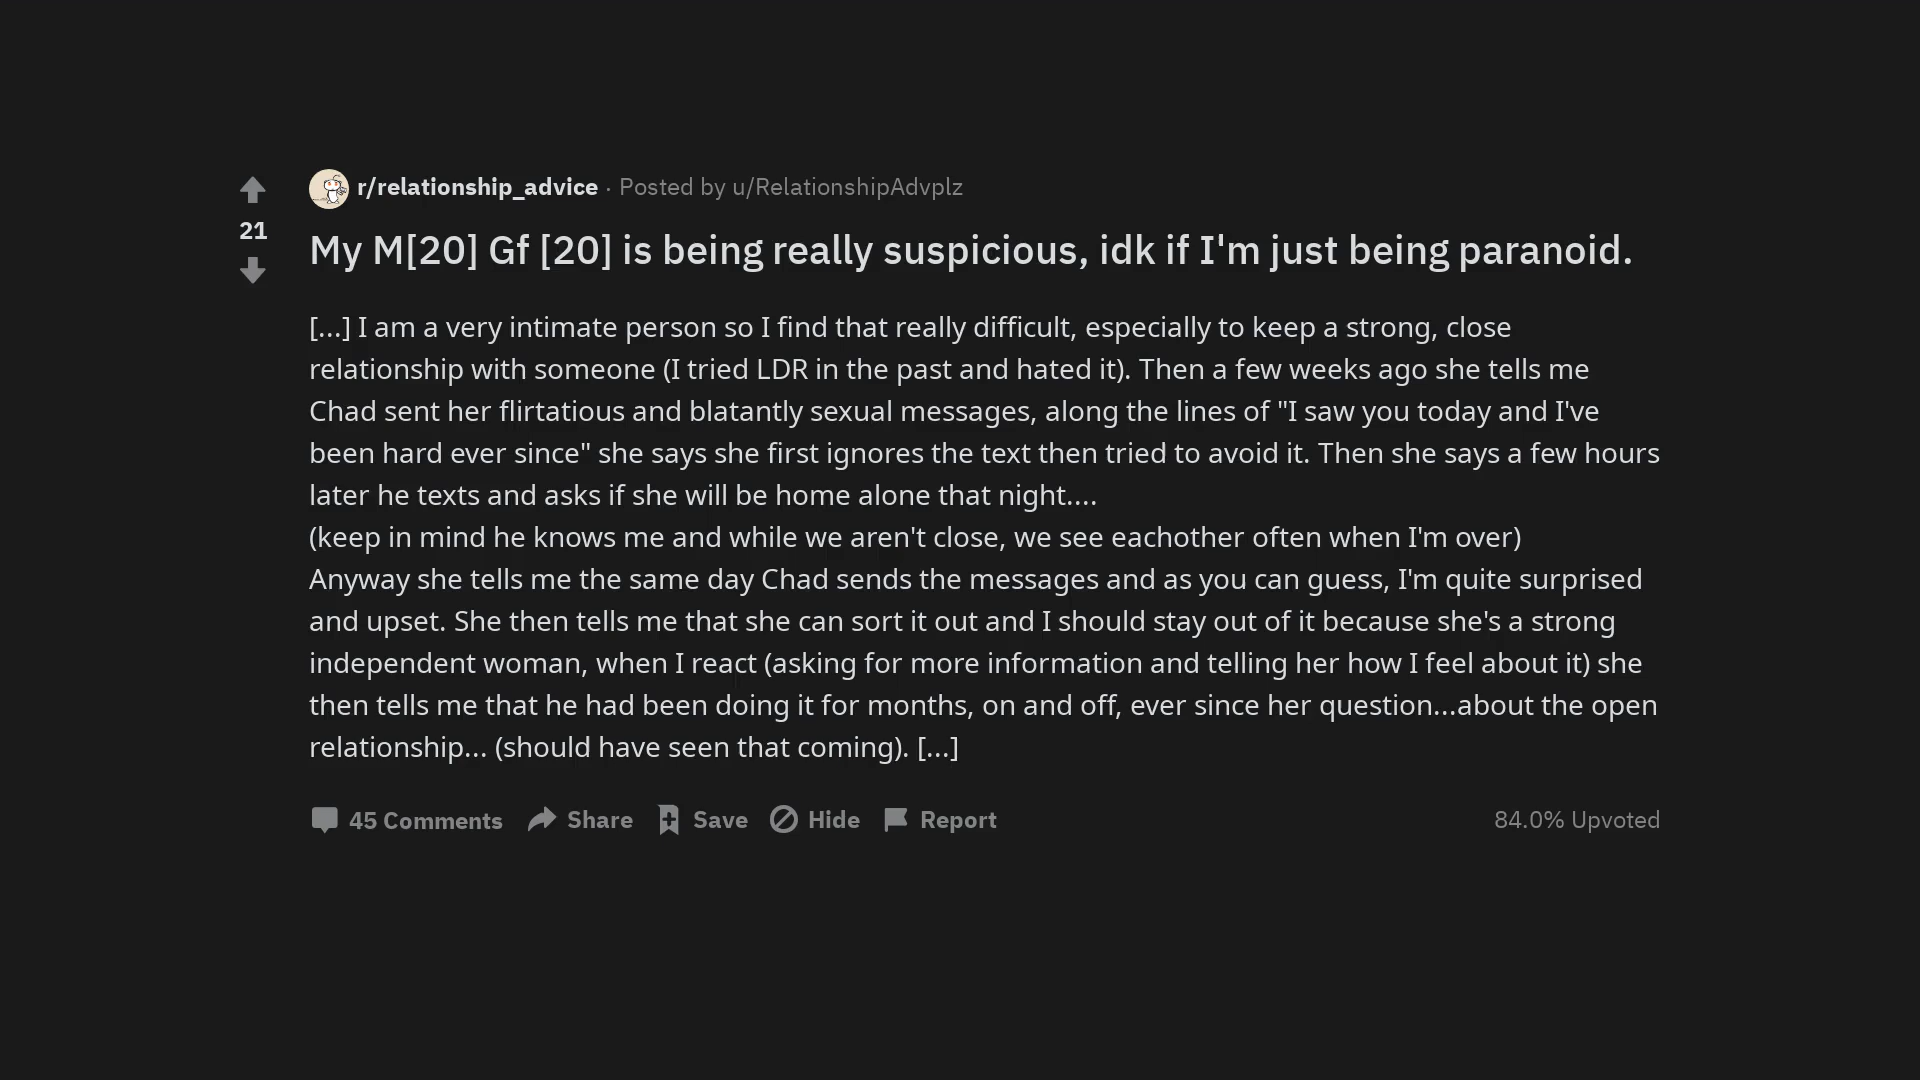 r/relationship_advice · Posted by u/RelationshipAdvplz
21
My M[20] Gf [20] is being really suspicious, idk if I'm just being paranoid.
[...] I am a very intimate person so I find that really difficult, especially to keep a strong, close
relationship with someone (I tried LDR in the past and hated it). Then a few weeks ago she tells me
Chad sent her flirtatious and blatantly sexual messages, along the lines of "I saw you today and I've
been hard ever since" she says she first ignores the text then tried to avoid it. Then she says a few hours
later he texts and asks if she will be home alone that night....
(keep in mind he knows me and while we aren't close, we see eachother often when I'm over)
Anyway she tells me the same day Chad sends the messages and as you can guess, I'm quite surprised
and upset. She then tells me that she can sort it out and I should stay out of it because she's a strong
independent woman, when I react (asking for more information and telling her how I feel about it) she
then tells me that he had been doing it for months, on and off, ever since her question...about the open
relationship... (should have seen that coming). [...]
45 Comments Share Save Hide Report 84.0% Upvoted